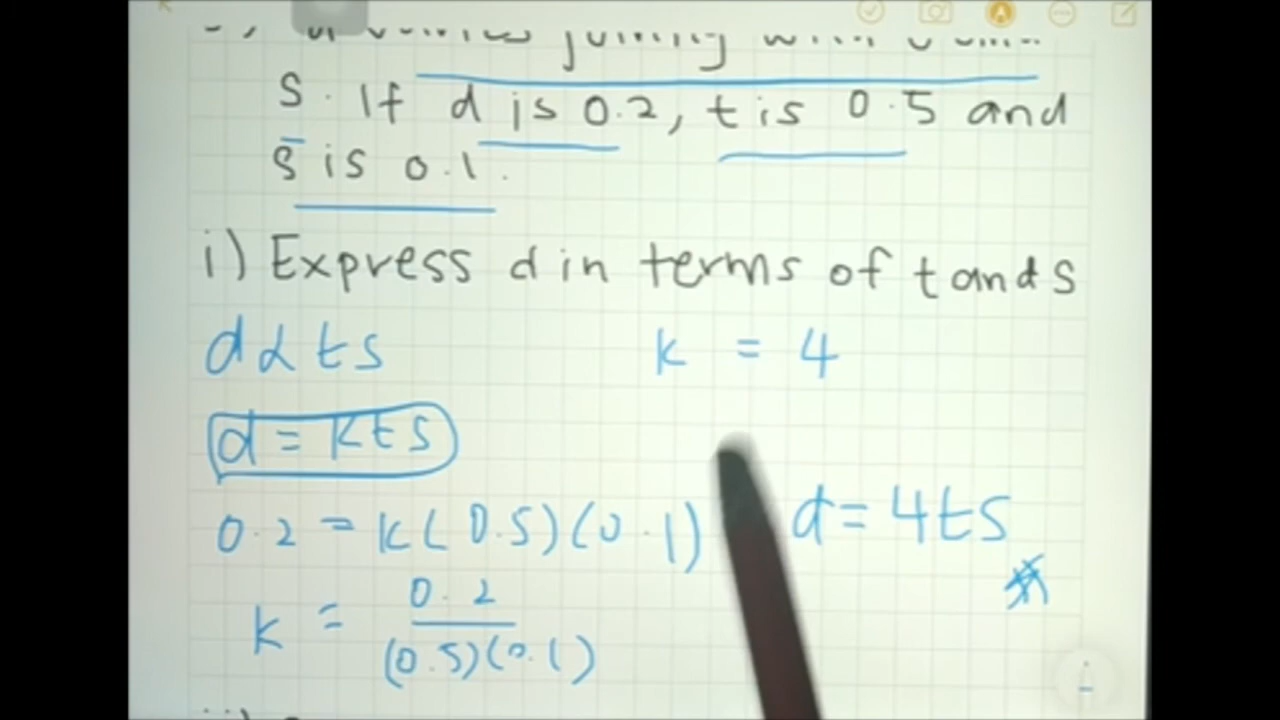 S. If d is 0.2, t is 0.5 and
s is 0.1.
i) Express d in terms of t and s
d α ts
k = 4
d = kts
0.2 = k(0.5)(0.1)
d = 4ts
k = 0.2
(0.5)(0.1)